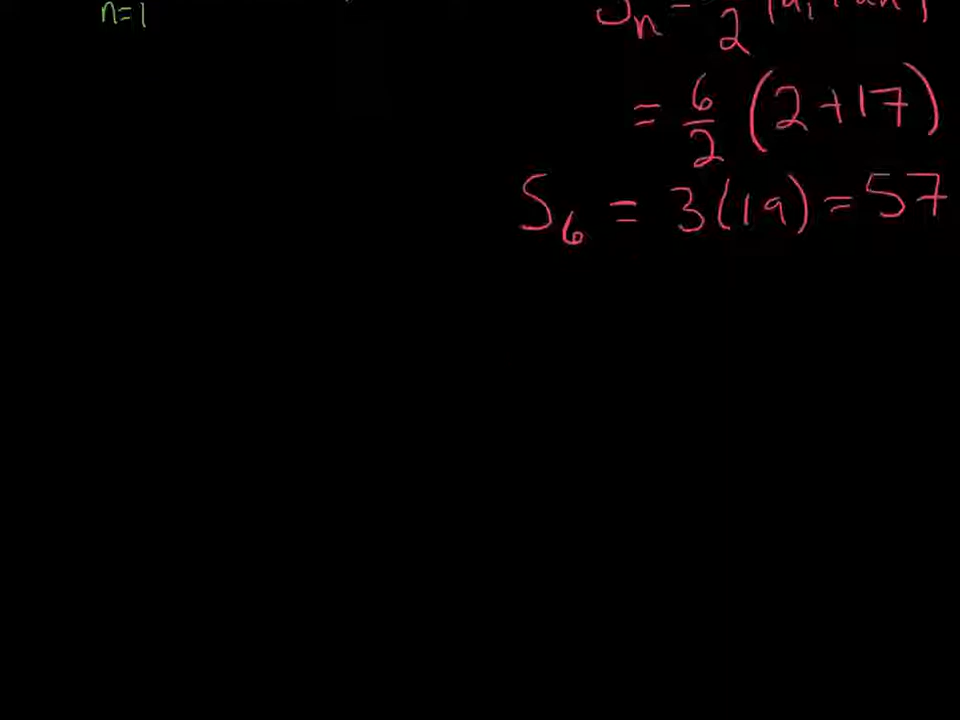 n=1
= 6/2 (2+17)
S6 = 3(19) = 57